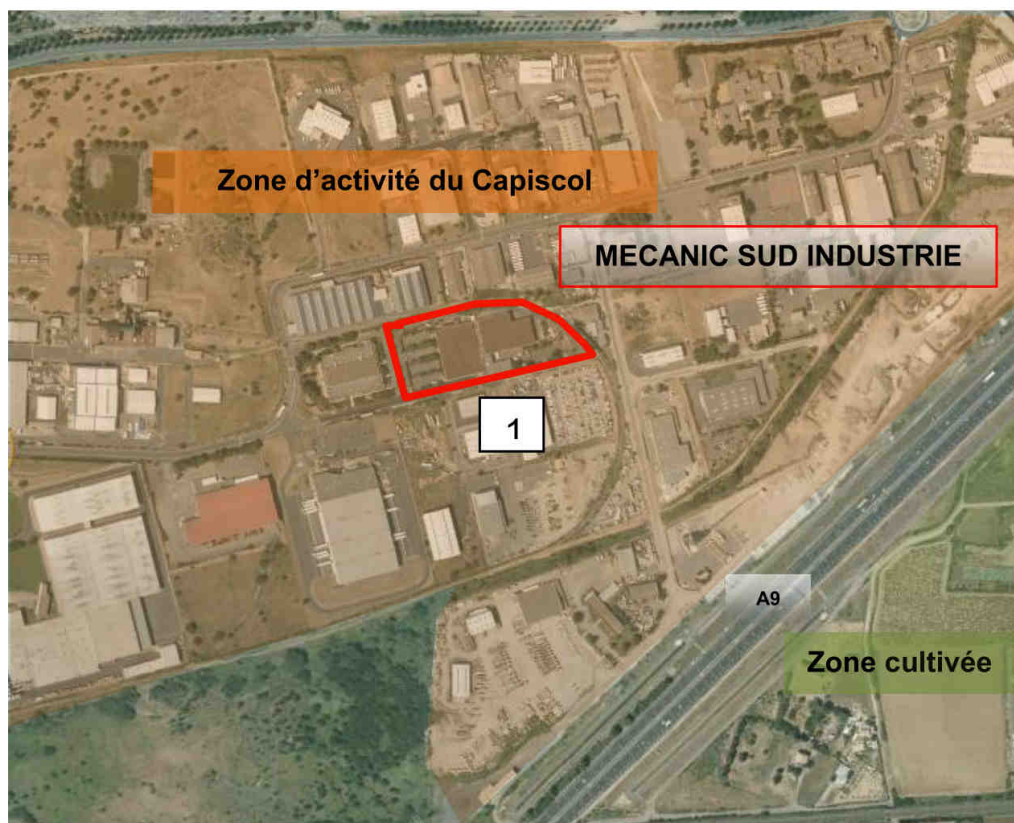 Zone d’activité du Capiscol
MECANIC SUD INDUSTRIE
1
A9
Zone cultivée